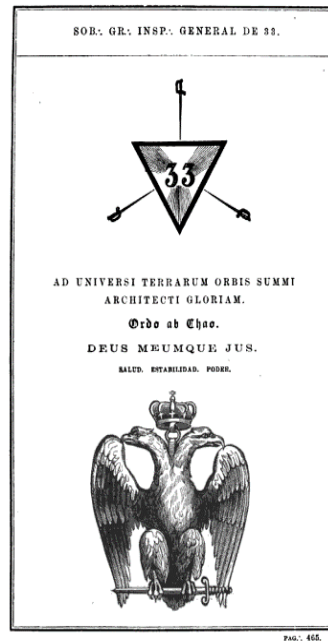 SOB∴ GR∴ INSP∴ GENERAL DE 33.
33
AD UNIVERSI TERRARUM ORBIS SUMMI
ARCHITECTI GLORIAM.
Ordo ab Chao.
DEUS MEUMQUE JUS.
SALUD. ESTABILIDAD. PODER.
PAG∴ 465.